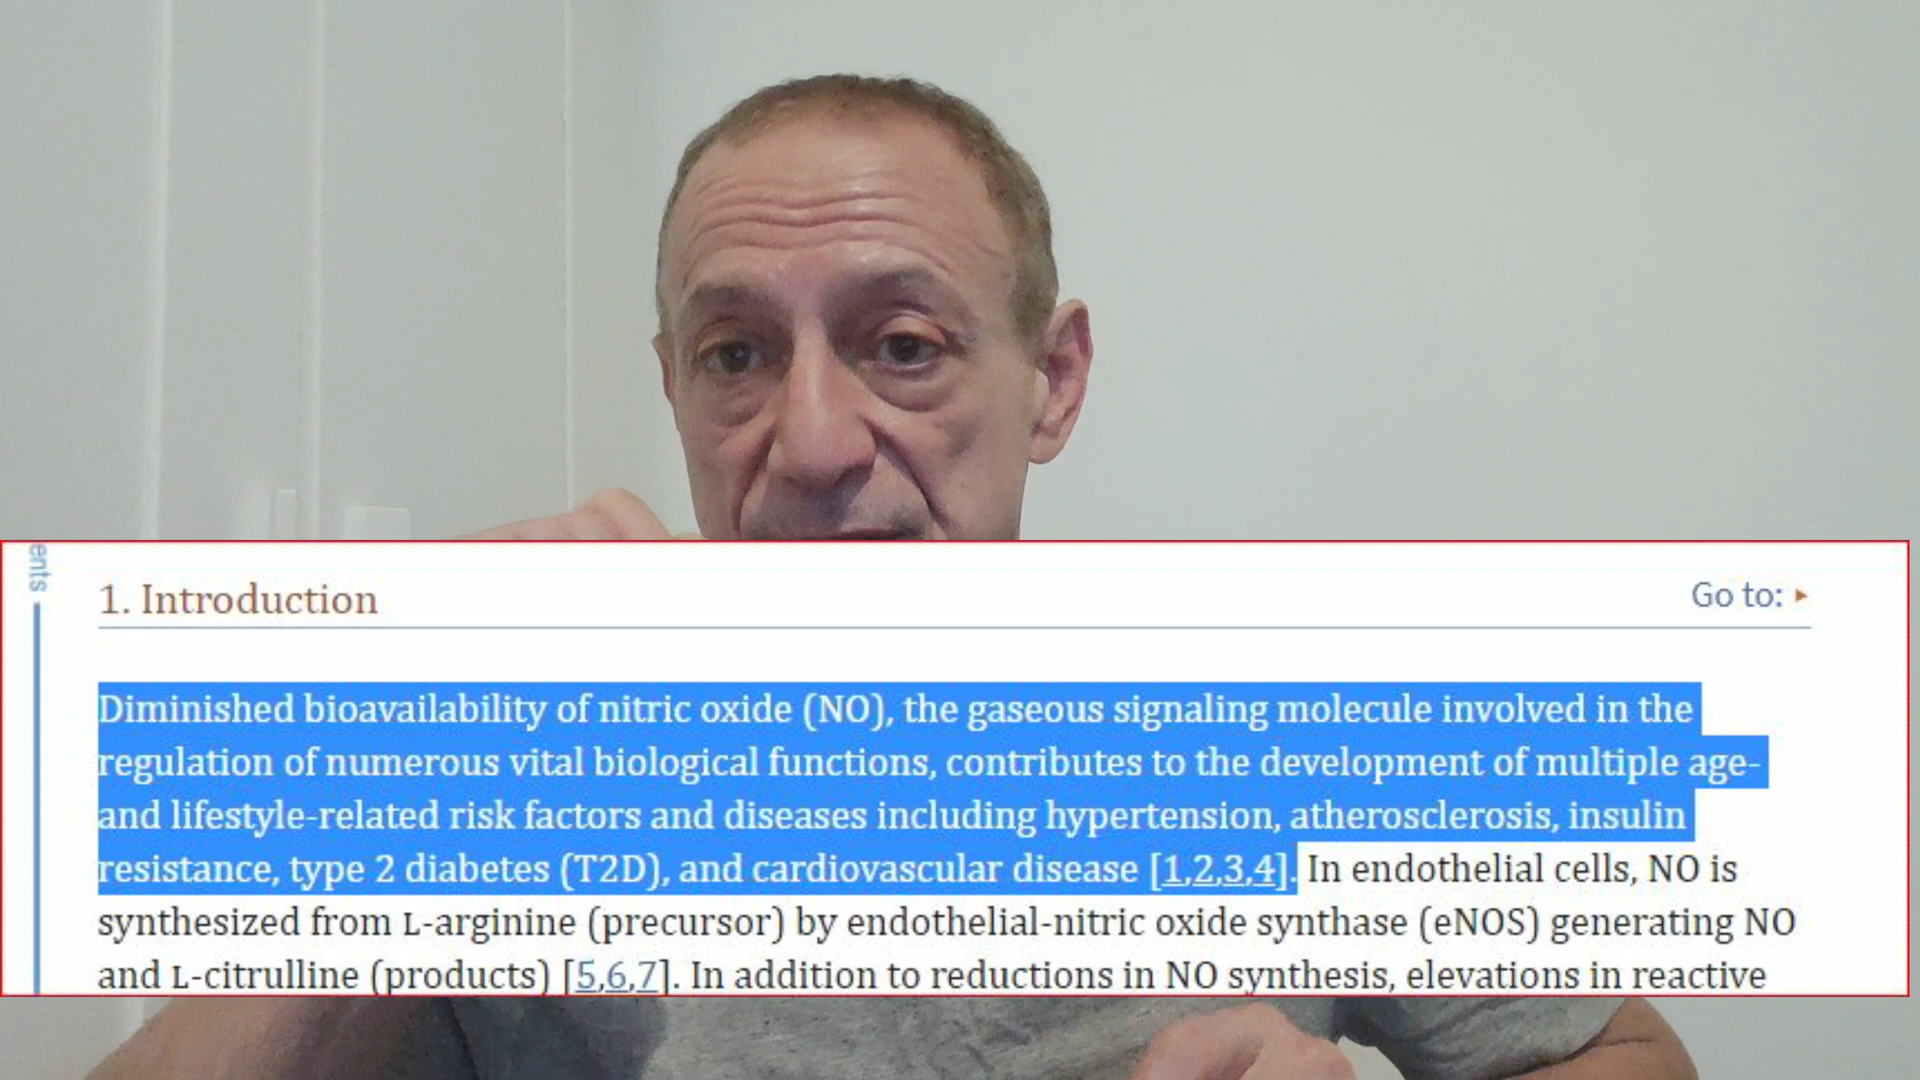 ents
1. Introduction
Go to:
Diminished bioavailability of nitric oxide (NO), the gaseous signaling molecule involved in the
regulation of numerous vital biological functions, contributes to the development of multiple age-
and lifestyle-related risk factors and diseases including hypertension, atherosclerosis, insulin
resistance, type 2 diabetes (T2D), and cardiovascular disease [1,2,3,4]. In endothelial cells, NO is
synthesized from L-arginine (precursor) by endothelial-nitric oxide synthase (eNOS) generating NO
and L-citrulline (products) [5,6,7]. In addition to reductions in NO synthesis, elevations in reactive